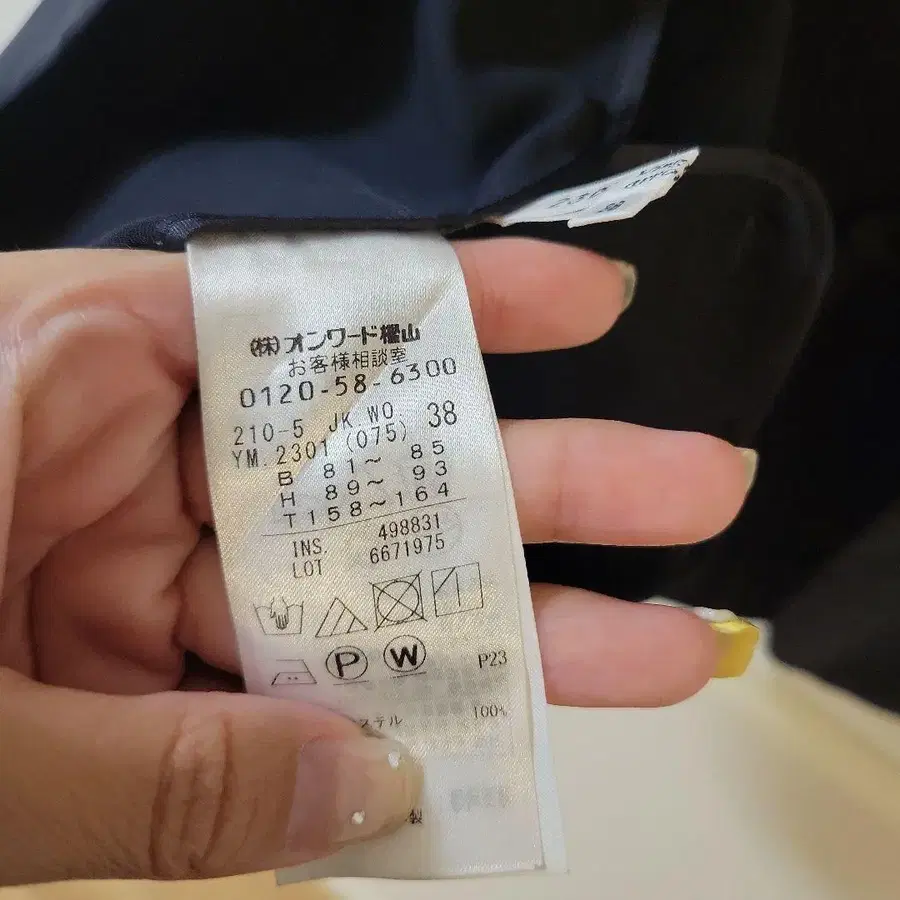 (株)オンワード樫山
お客様相談室
0120-58-6300
210-5 JK.WO 38
YM.2301(075)
B 81~ 85
H 89~ 93
T158~164
INS. 498831
LOT 6671975
P W P23
ステル 100%
製